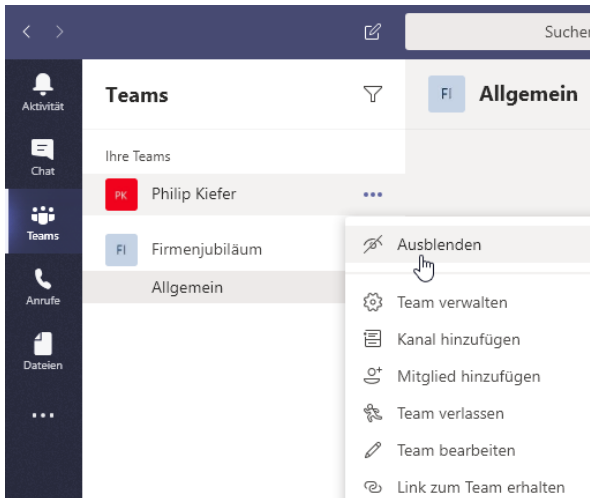 Suchen
Aktivität
Chat
Teams
Anrufe
Dateien
Teams
Ihre Teams
PK Philip Kiefer
FI Firmenjubiläum
Allgemein
FI Allgemein
Ausblenden
Team verwalten
Kanal hinzufügen
Mitglied hinzufügen
Team verlassen
Team bearbeiten
Link zum Team erhalten